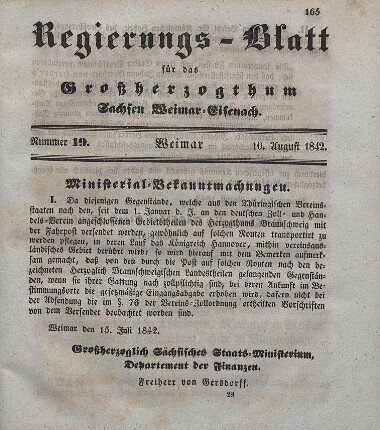 165
Regierungs-Blatt
für das
Großherzogthum
Sachsen Weimar-Eisenach.
Nummer 19. Weimar 10. August 1842.
Ministerial-Bekanntmachungen.
I. Da diejenigen Gegenstände, welche aus den Thüringischen Vereins-
staaten nach den, seit dem 1. Januar d. J. an den deutschen Zoll- und Han-
dels-Verein angeschlossenen Gebietstheilen des Herzogthums Braunschweig mit
der Fahrpost versendet werden, gewöhnlich auf solchen Routen transportirt zu
werden pflegen, in deren Lauf das Königreich Hannover, mithin vereinsaus-
ländisches Gebiet berührt wird; so wird hierauf mit dem Bemerken aufmerk-
sam gemacht, daß von den durch die Post auf solchen Routen nach den be-
zeichneten Herzoglich Braunschweigischen Landestheilen gelangenden Gegenstän-
den, wenn sie ihrer Gattung nach zollpflichtig sind, bei deren Ankunft im Be-
stimmungsorte die gesetzmäßige Eingangsabgabe erhoben wird, dafern nicht bei
der Absendung die im §. 76 der Vereins-Zollordnung ertheilten Vorschriften
von dem Versender beobachtet worden sind.
Weimar den 15. Juli 1842.
Großherzoglich Sächsisches Staats-Ministerium,
Departement der Finanzen.
Freiherr von Gersdorff.
28